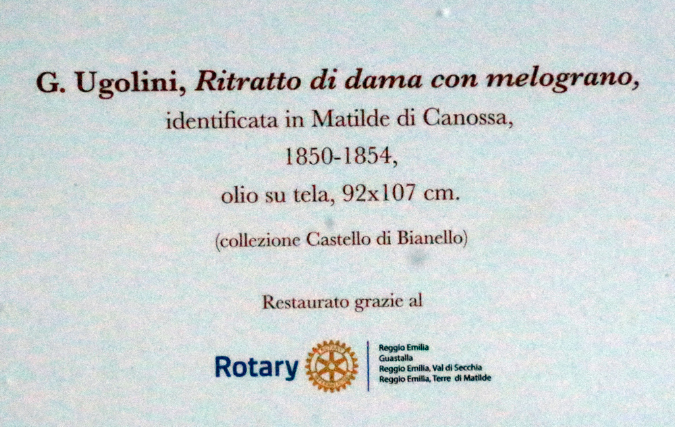 G. Ugolini, Ritratto di dama con melograno,
identificata in Matilde di Canossa,
1850-1854,
olio su tela, 92x107 cm.
(collezione Castello di Bianello)
Restaurato grazie al
Rotary
Reggio Emilia
Guastalla
Reggio Emilia, Val di Secchia
Reggio Emilia, Terre di Matilde